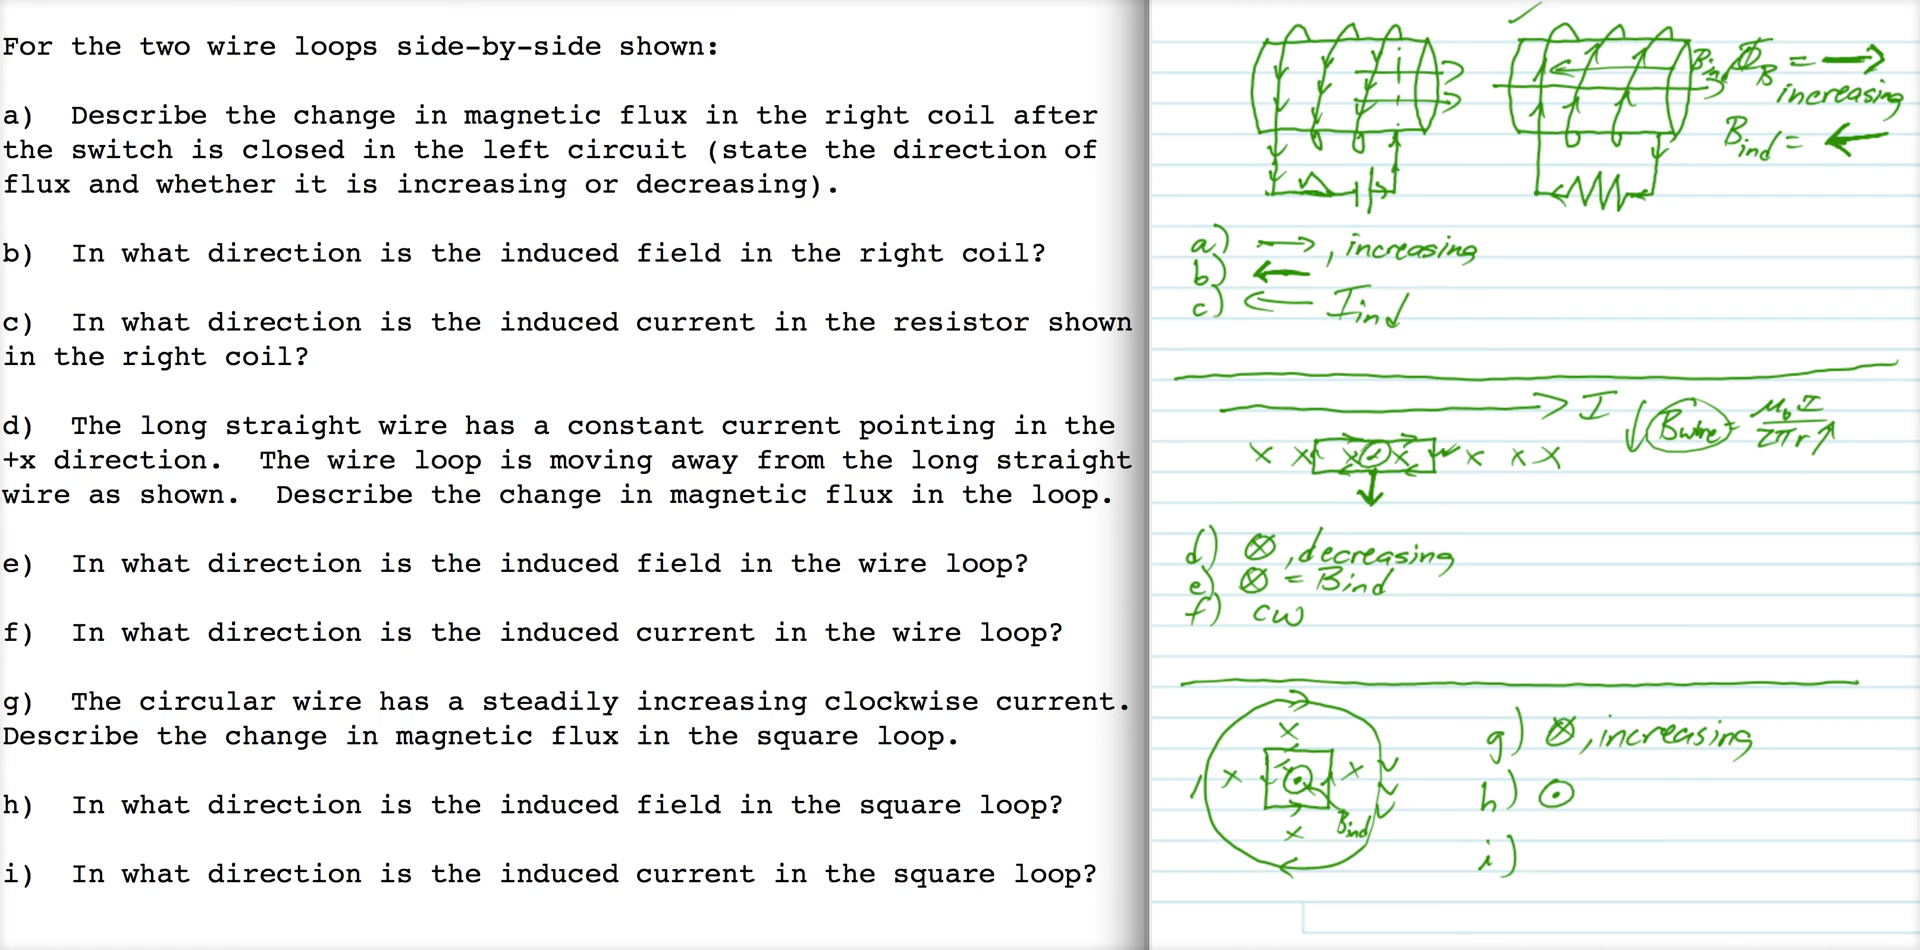 For the two wire loops side-by-side shown:
a) Describe the change in magnetic flux in the right coil after
the switch is closed in the left circuit (state the direction of
flux and whether it is increasing or decreasing).
b) In what direction is the induced field in the right coil?
c) In what direction is the induced current in the resistor shown
in the right coil?
d) The long straight wire has a constant current pointing in the
+x direction. The wire loop is moving away from the long straight
wire as shown. Describe the change in magnetic flux in the loop.
e) In what direction is the induced field in the wire loop?
f) In what direction is the induced current in the wire loop?
g) The circular wire has a steadily increasing clockwise current.
Describe the change in magnetic flux in the square loop.
h) In what direction is the induced field in the square loop?
i) In what direction is the induced current in the square loop?
i
Bind ΦB = →
increasing
Bind = ←
a) →, increasing
b) ←
c) ← Iind
I ↓ Bwire = μ0I/2πr ↑
x x x x x x x
d) ⊗, decreasing
e) ⊗ = Bind
f) cw
x
x x
x
Bind
g) ⊗, increasing
h) ⊙
i)